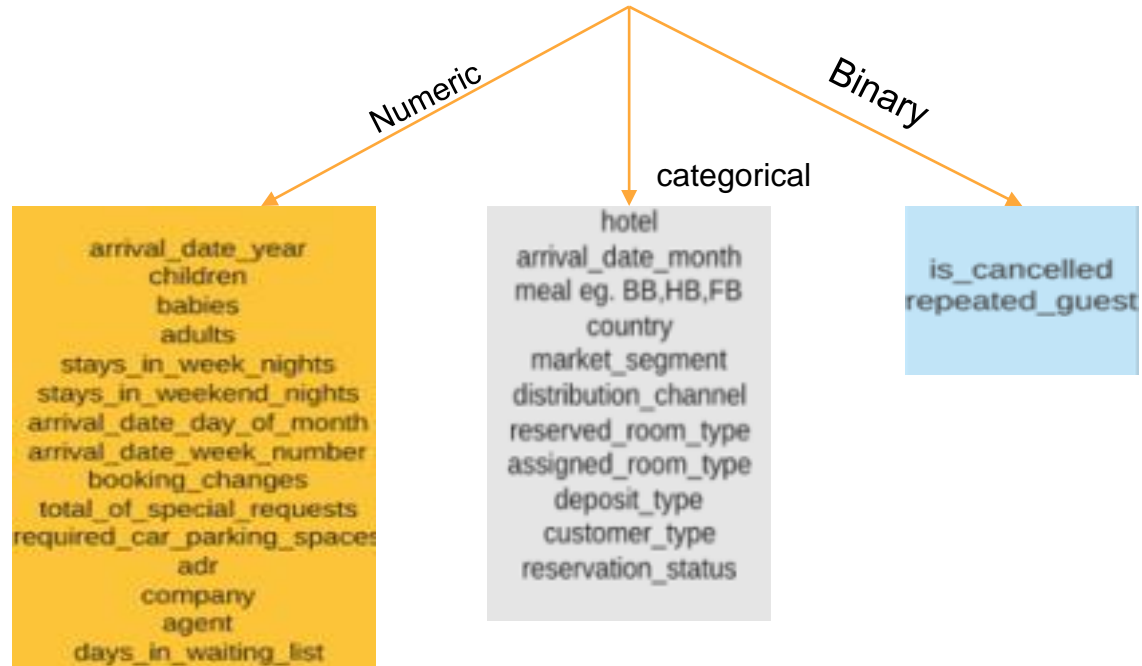 Numeric
Binary
categorical
arrival_date_year
children
babies
adults
stays_in_week_nights
stays_in_weekend_nights
arrival_date_day_of_month
arrival_date_week_number
booking_changes
total_of_special_requests
required_car_parking_spaces
adr
company
agent
days_in_waiting_list
hotel
arrival_date_month
meal eg. BB,HB,FB
country
market_segment
distribution_channel
reserved_room_type
assigned_room_type
deposit_type
customer_type
reservation_status
is_cancelled
repeated_guest